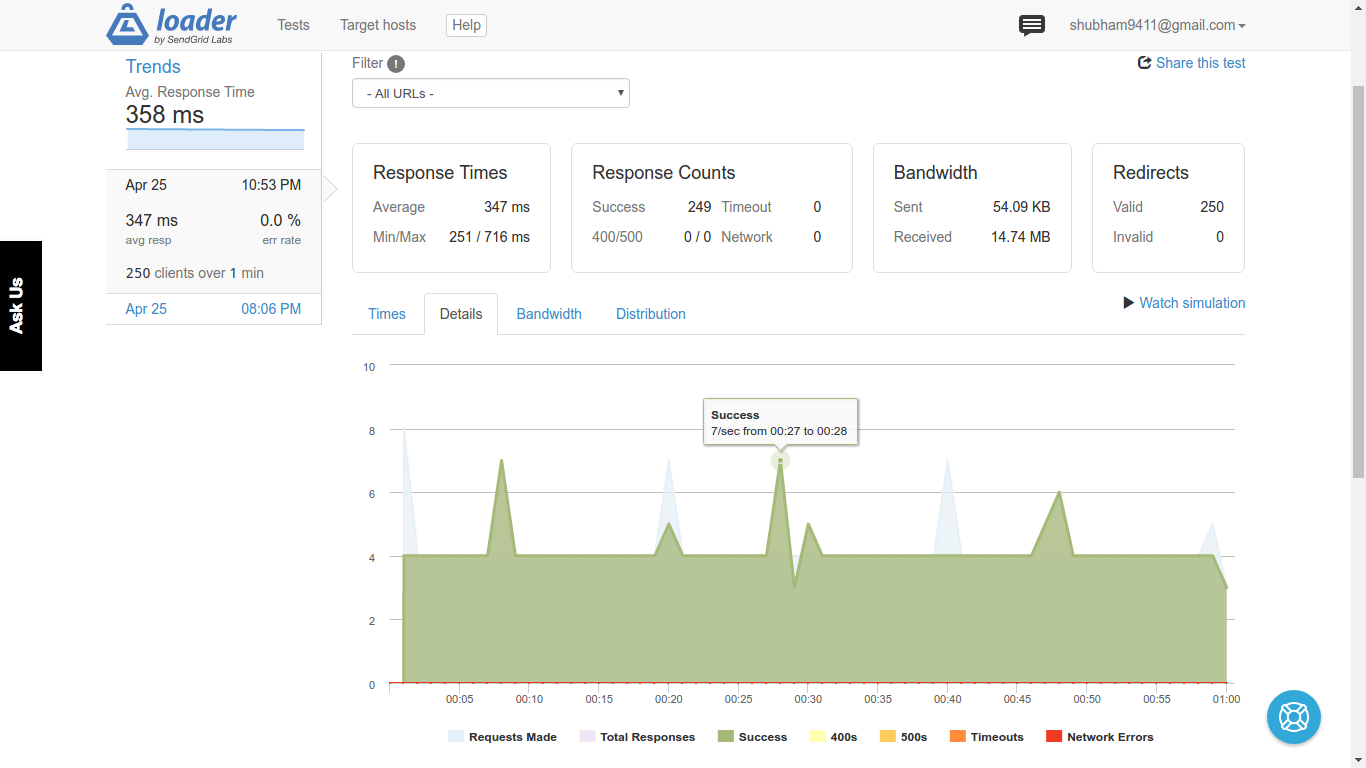 loader
by SendGrid Labs
Tests
Target hosts
Help
shubham9411@gmail.com
Trends
Avg. Response Time
358 ms
Apr 25 10:53 PM
347 ms 0.0 %
avg resp err rate
250 clients over 1 min
Apr 25 08:06 PM
Ask Us
Filter !
Share this test
- All URLs -
Response Times
Average 347 ms
Min/Max 251 / 716 ms
Response Counts
Success 249 Timeout 0
400/500 0 / 0 Network 0
Bandwidth
Sent 54.09 KB
Received 14.74 MB
Redirects
Valid 250
Invalid 0
Times Details Bandwidth Distribution
Watch simulation
10
8
6
4
2
0
Success
7/sec from 00:27 to 00:28
00:05 00:10 00:15 00:20 00:25 00:30 00:35 00:40 00:45 00:50 00:55 01:00
Requests Made Total Responses Success 400s 500s Timeouts Network Errors